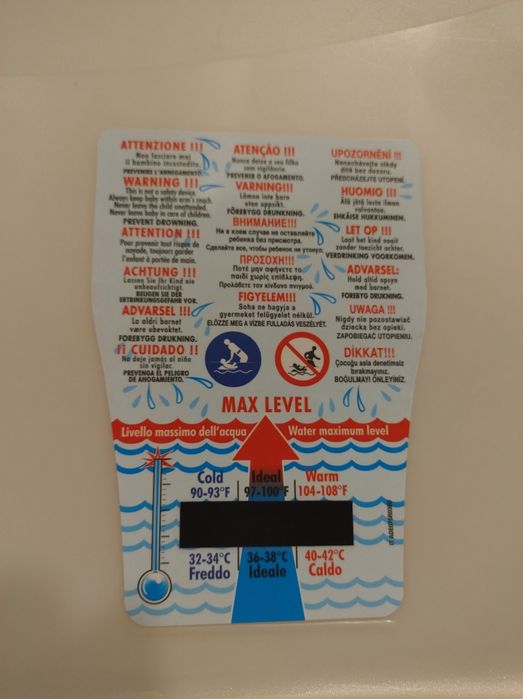 ATTENZIONE !!!
Non lasciare mai
il bambino incustodito.
PREVENIRE L'ANNEGAMENTO.
WARNING !!!
This is not a safety device.
Always keep baby within arm's reach.
Never leave the child unattended.
Never leave baby in care of children.
PREVENT DROWNING.
ATTENTION !!!
Pour prevenir tout risque de
noyade, toujours garder
l'enfant à portée de main.
ACHTUNG !!!
Lassen Sie Ihr Kind nie
unbeaufsichtigt.
BEUGEN SIE DER
ERTRINKUNGSGEFAHR VOR.
ADVARSEL !!!
La aldri barnet
være ubevoktet.
FOREBYGG DRUKNING.
¡¡¡ CUIDADO !!
No deje jamás al niño
sin vigilar.
PREVENGA EL PELIGRO
DE AHOGAMIENTO.
ATENÇÃO !!!
Nunca deixe o seu filho
sem vigilância.
PREVENIR O AFOGAMENTO.
VARNING!!!
Lämna inte barn
utan uppsikt.
FÖREBYGG DRUNKNING.
ВНИМАНИЕ!!!
Ни в коем случае не оставляйте
ребенка без присмотра.
Сделайте все, чтобы ребенок не утонул.
ΠΡΟΣΟΧΗ!!!
Ποτέ μην αφήνετε το
παιδί χωρίς επίβλεψη.
Προλάβετε τον κίνδυνο πνιγμού.
FIGYELEM!!!
Soha ne hagyja a
gyermeket felügyelet nélkül.
ELŐZZE MEG A VÍZBE FULLADÁS VESZÉLYÉT.
UPOZORNĚNÍ !!!
Nenechávejte nikdy
dítě bez dozoru.
PŘEDCHÁZEJTE UTOPENÍ.
HUOMIO !!!
Älä jätä lasta ilman
valvontaa.
EHKÄISE HUKKUMINEN.
LET OP !!!
Laat het kind nooit
zonder toezicht achter.
VERDRINKING VOORKOMEN.
ADVARSEL:
Hold altid opsyn
med barnet.
FOREBYG DRUKNING.
UWAGA !!!
Nigdy nie pozostawiać
dziecka bez opieki.
ZAPOBIEGAĆ UTOPIENIU.
DİKKAT!!!
Çocuğu asla denetimsiz
bırakmayınız.
BOĞULMAYI ÖNLEYİNİZ.
MAX LEVEL
Livello massimo dell'acqua
Water maximum level
Cold Ideal Warm
90-93°F 97-100°F 104-108°F
32-34°C 36-38°C 40-42°C
Freddo Ideale Caldo